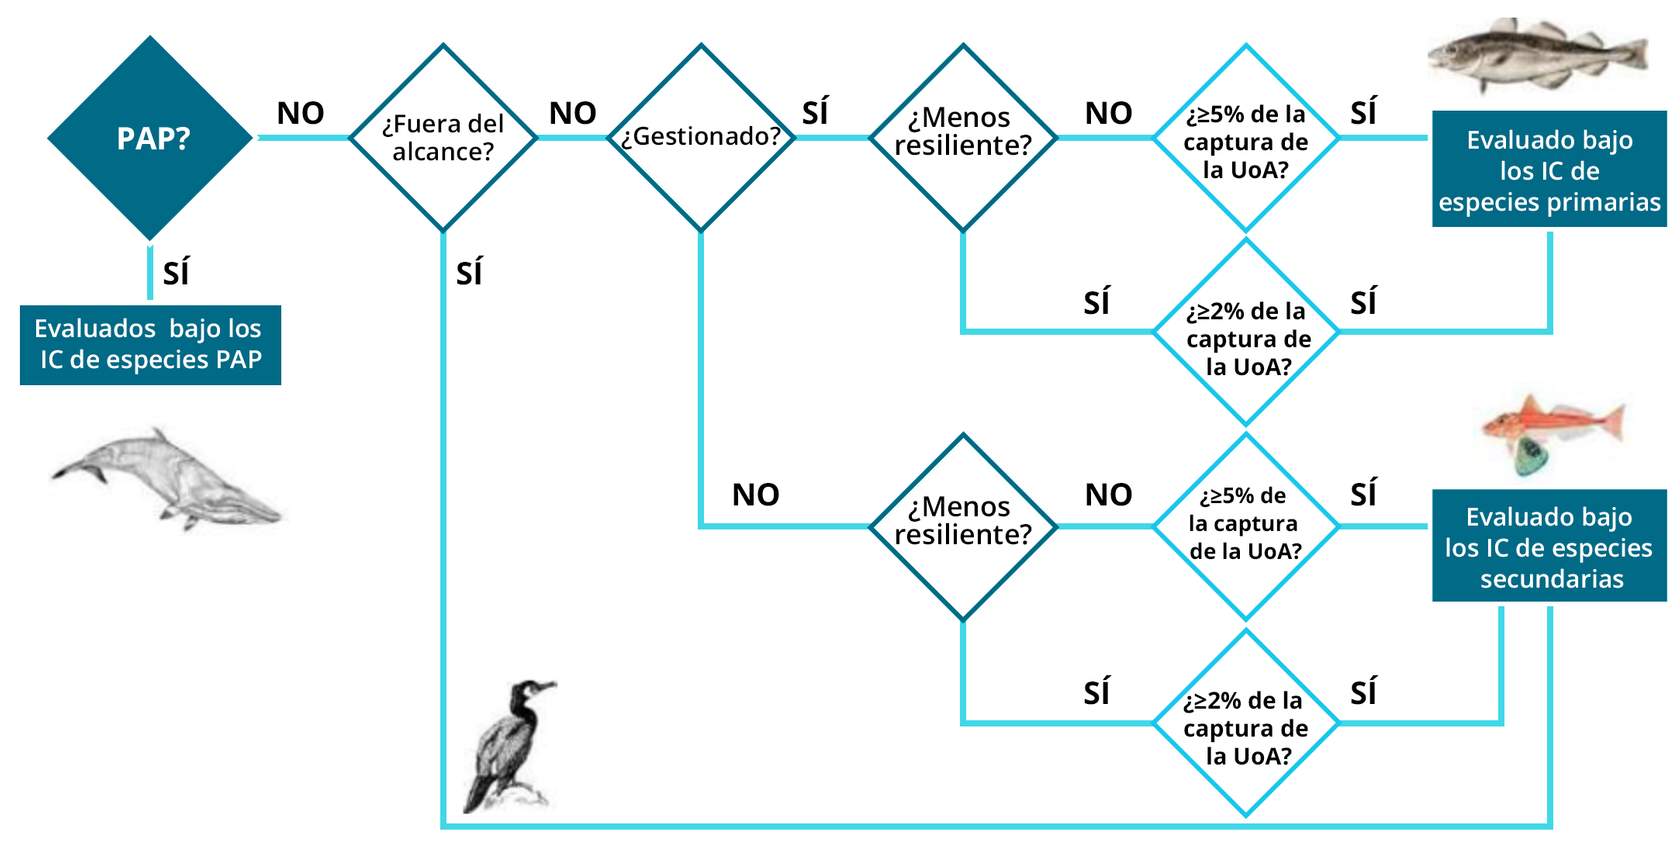 PAP?
NO
¿Fuera del
alcance?
NO
¿Gestionado?
SÍ
¿Menos
resiliente?
NO
¿≥5% de la
captura de
la UoA?
SÍ
Evaluado bajo
los IC de
especies primarias
SÍ
Evaluados  bajo los
IC de especies PAP
SÍ
SÍ
¿≥2% de la
captura de
la UoA?
SÍ
NO
¿Menos
resiliente?
NO
¿≥5% de
la captura
de la UoA?
SÍ
Evaluado bajo
los IC de especies
secundarias
SÍ
¿≥2% de la
captura de
la UoA?
SÍ